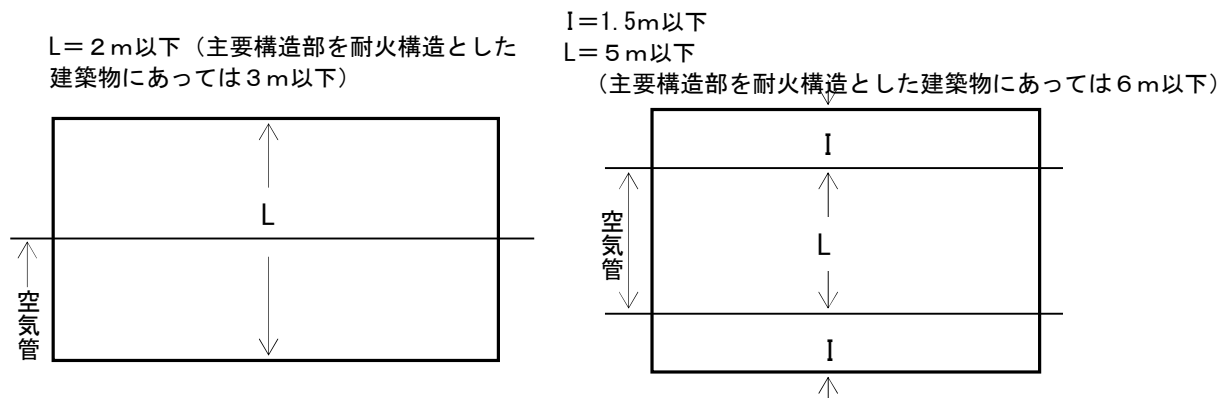 L＝２ｍ以下（主要構造部を耐火構造とした
建築物にあっては３ｍ以下）
L
空気管
I＝1.5m以下
L＝５ｍ以下
（主要構造部を耐火構造とした建築物にあっては６ｍ以下）
I
空気管
L
I